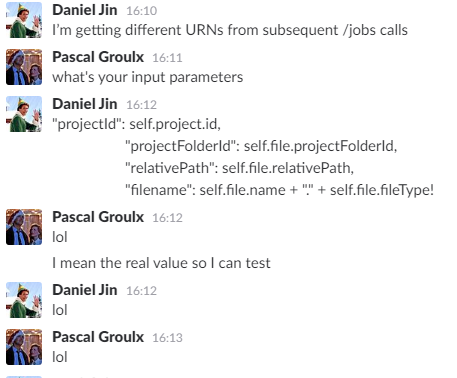 Daniel Jin 16:10
I'm getting different URNs from subsequent /jobs calls
Pascal Groulx 16:11
what's your input parameters
Daniel Jin 16:12
"projectId": self.project.id,
"projectFolderId": self.file.projectFolderId,
"relativePath": self.file.relativePath,
"filename": self.file.name + "." + self.file.fileType!
Pascal Groulx 16:12
lol
I mean the real value so I can test
Daniel Jin 16:12
lol
Pascal Groulx 16:13
lol